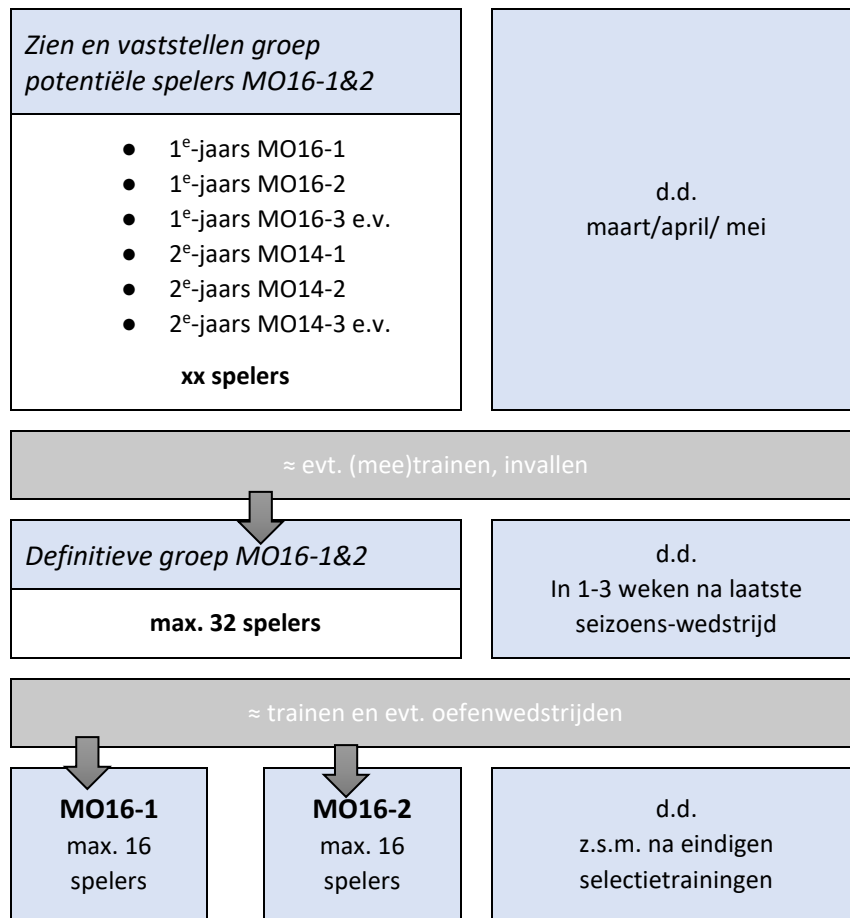 Zien en vaststellen groep
potentiële spelers MO16-1&2
● 1e-jaars MO16-1
● 1e-jaars MO16-2
● 1e-jaars MO16-3 e.v.
● 2e-jaars MO14-1
● 2e-jaars MO14-2
● 2e-jaars MO14-3 e.v.
xx spelers
d.d.
maart/april/ mei
≈ evt. (mee)trainen, invallen
Definitieve groep MO16-1&2
max. 32 spelers
d.d.
In 1-3 weken na laatste
seizoens-wedstrijd
≈ trainen en evt. oefenwedstrijden
MO16-1
max. 16
spelers
MO16-2
max. 16
spelers
d.d.
z.s.m. na eindigen
selectietrainingen